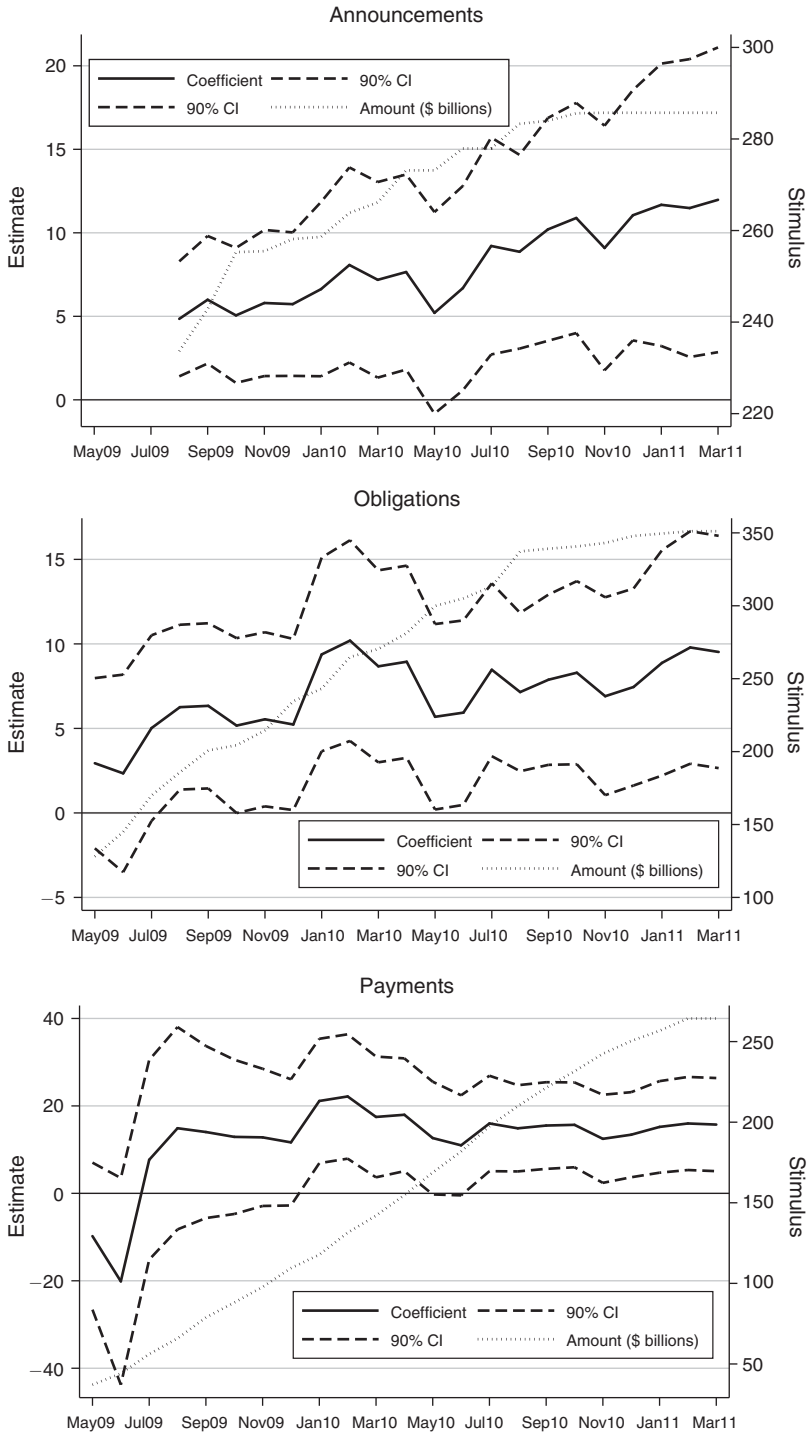 Announcements
Coefficient 90% CI
90% CI Amount ($ billions)
20
15
10
5
0
Estimate
300
280
260
240
220
Stimulus
May09 Jul09 Sep09 Nov09 Jan10 Mar10 May10 Jul10 Sep10 Nov10 Jan11 Mar11
Obligations
15
10
5
0
−5
Estimate
350
300
250
200
150
100
Stimulus
Coefficient 90% CI
90% CI Amount ($ billions)
May09 Jul09 Sep09 Nov09 Jan10 Mar10 May10 Jul10 Sep10 Nov10 Jan11 Mar11
Payments
40
20
0
−20
−40
Estimate
250
200
150
100
50
Stimulus
Coefficient 90% CI
90% CI Amount ($ billions)
May09 Jul09 Sep09 Nov09 Jan10 Mar10 May10 Jul10 Sep10 Nov10 Jan11 Mar11